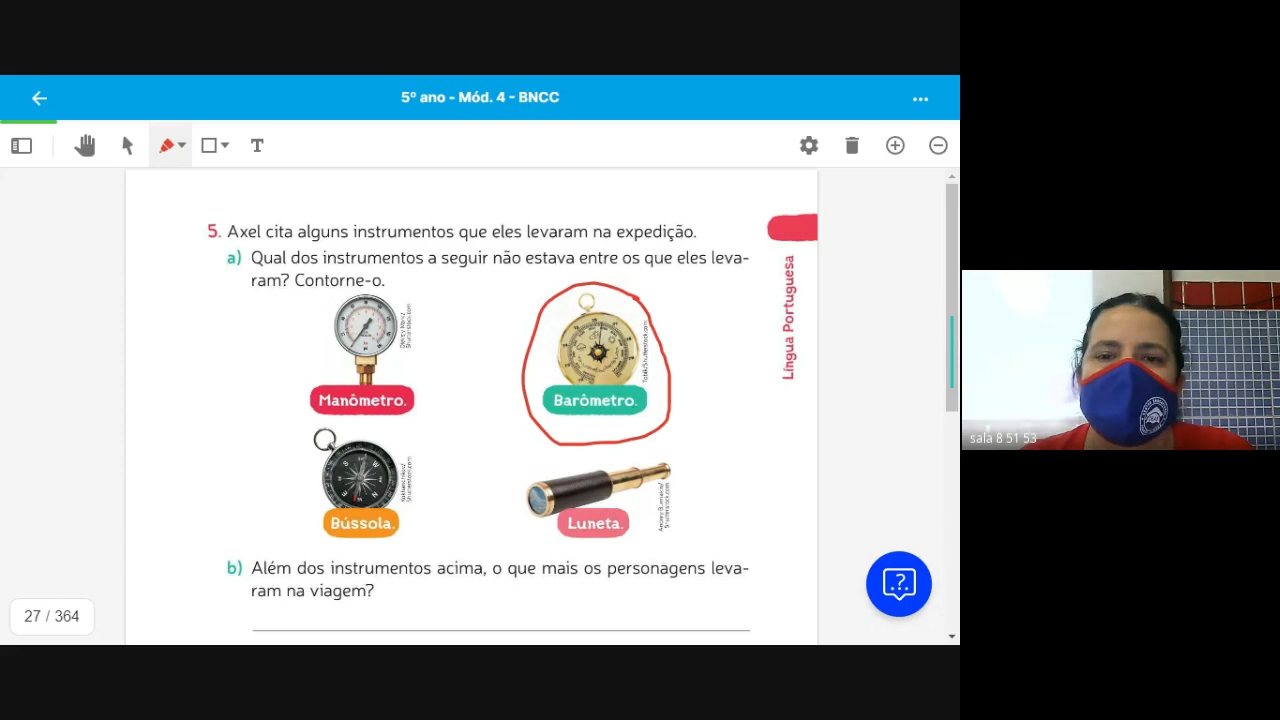 5º ano - Mód. 4 - BNCC
T
5. Axel cita alguns instrumentos que eles levaram na expedição.
a) Qual dos instrumentos a seguir não estava entre os que eles leva-
ram? Contorne-o.
Manômetro.
Barômetro.
Bússola.
Luneta.
b) Além dos instrumentos acima, o que mais os personagens leva-
ram na viagem?
Língua Portuguesa
27 / 364
sala 8 51 53